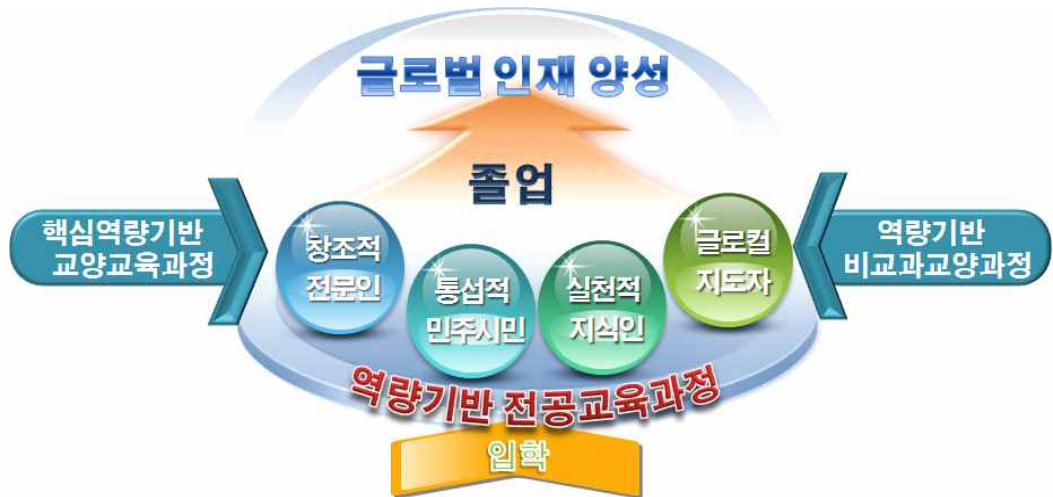 글로벌 인재 양성
졸업
핵심역량기반
교양교육과정
창조적
전문인
통섭적
민주시민
실천적
지식인
글로컬
지도자
역량기반
비교과교양과정
역량기반 전공교육과정
입학